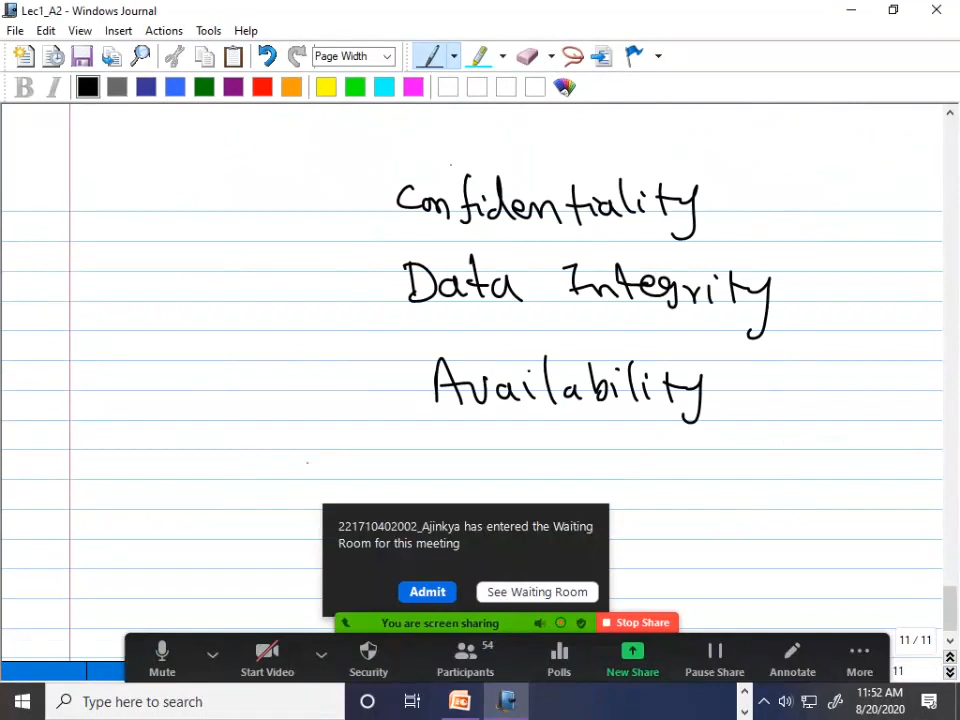 Lec1_A2 - Windows Journal
File Edit View Insert Actions Tools Help
Page Width
B I
Confidentiality
Data Integrity
Availability
221710402002_Ajinkya has entered the Waiting
Room for this meeting
Admit See Waiting Room
You are screen sharing Stop Share
11 / 11
54
Mute Start Video Security Participants Polls New Share Pause Share Annotate More
11
Type here to search
11:52 AM
8/20/2020